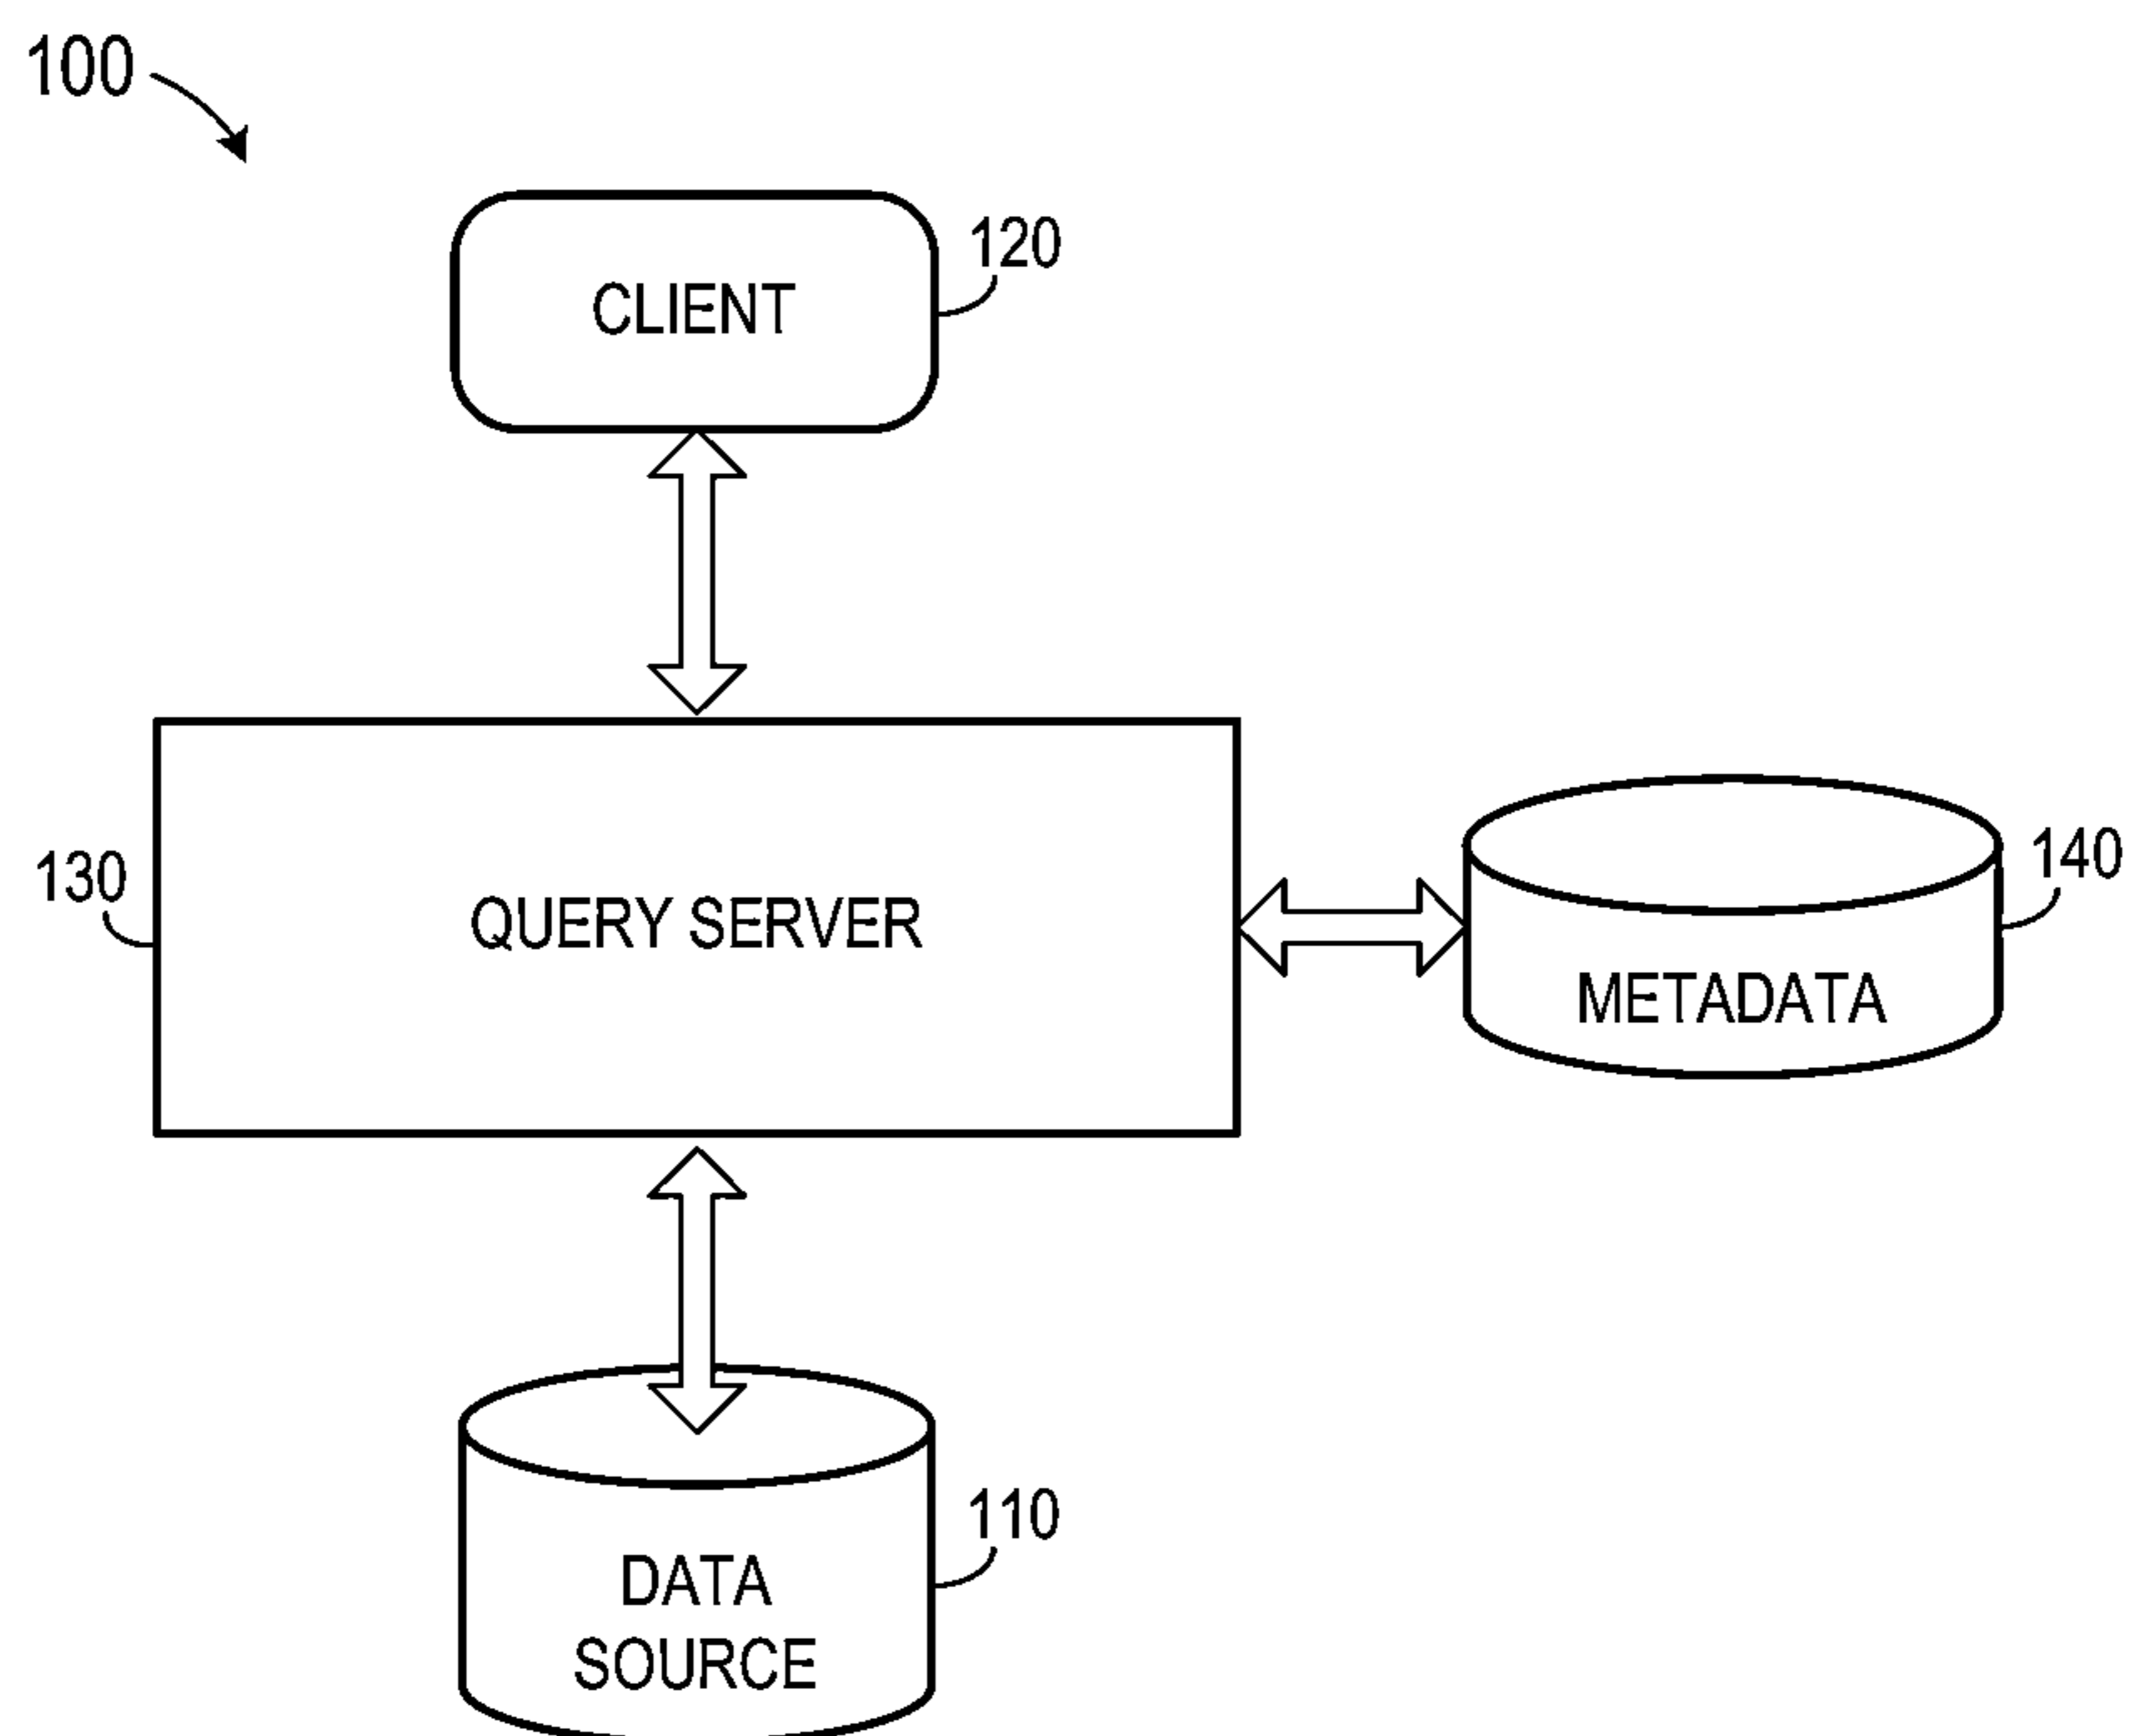 100
120
CLIENT
130
QUERY SERVER
140
METADATA
110
DATA
SOURCE